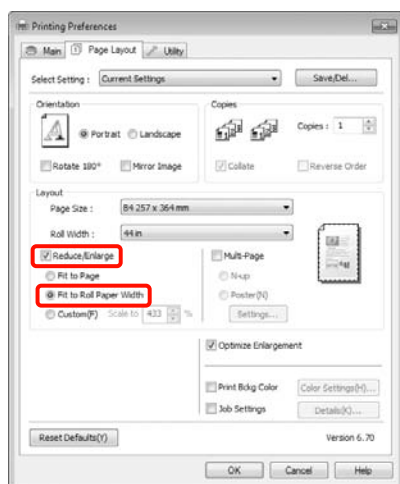 Printing Preferences
Main Page Layout Utility
Select Setting : Current Settings Save/Del...
Orientation
Portrait Landscape
Rotate 180° Mirror Image
Copies
Copies : 1
Collate Reverse Order
Layout
Page Size : B4 257 x 364 mm
Roll Width : 44 in
Reduce/Enlarge
Fit to Page
Fit to Roll Paper Width
Custom(F) Scale to 433 %
Multi-Page
N-up
Poster(N)
Settings...
Optimize Enlargement
Print Bckg Color Color Settings(H)...
Job Settings Details(K)...
Reset Defaults(Y) Version 6.70
OK Cancel Help